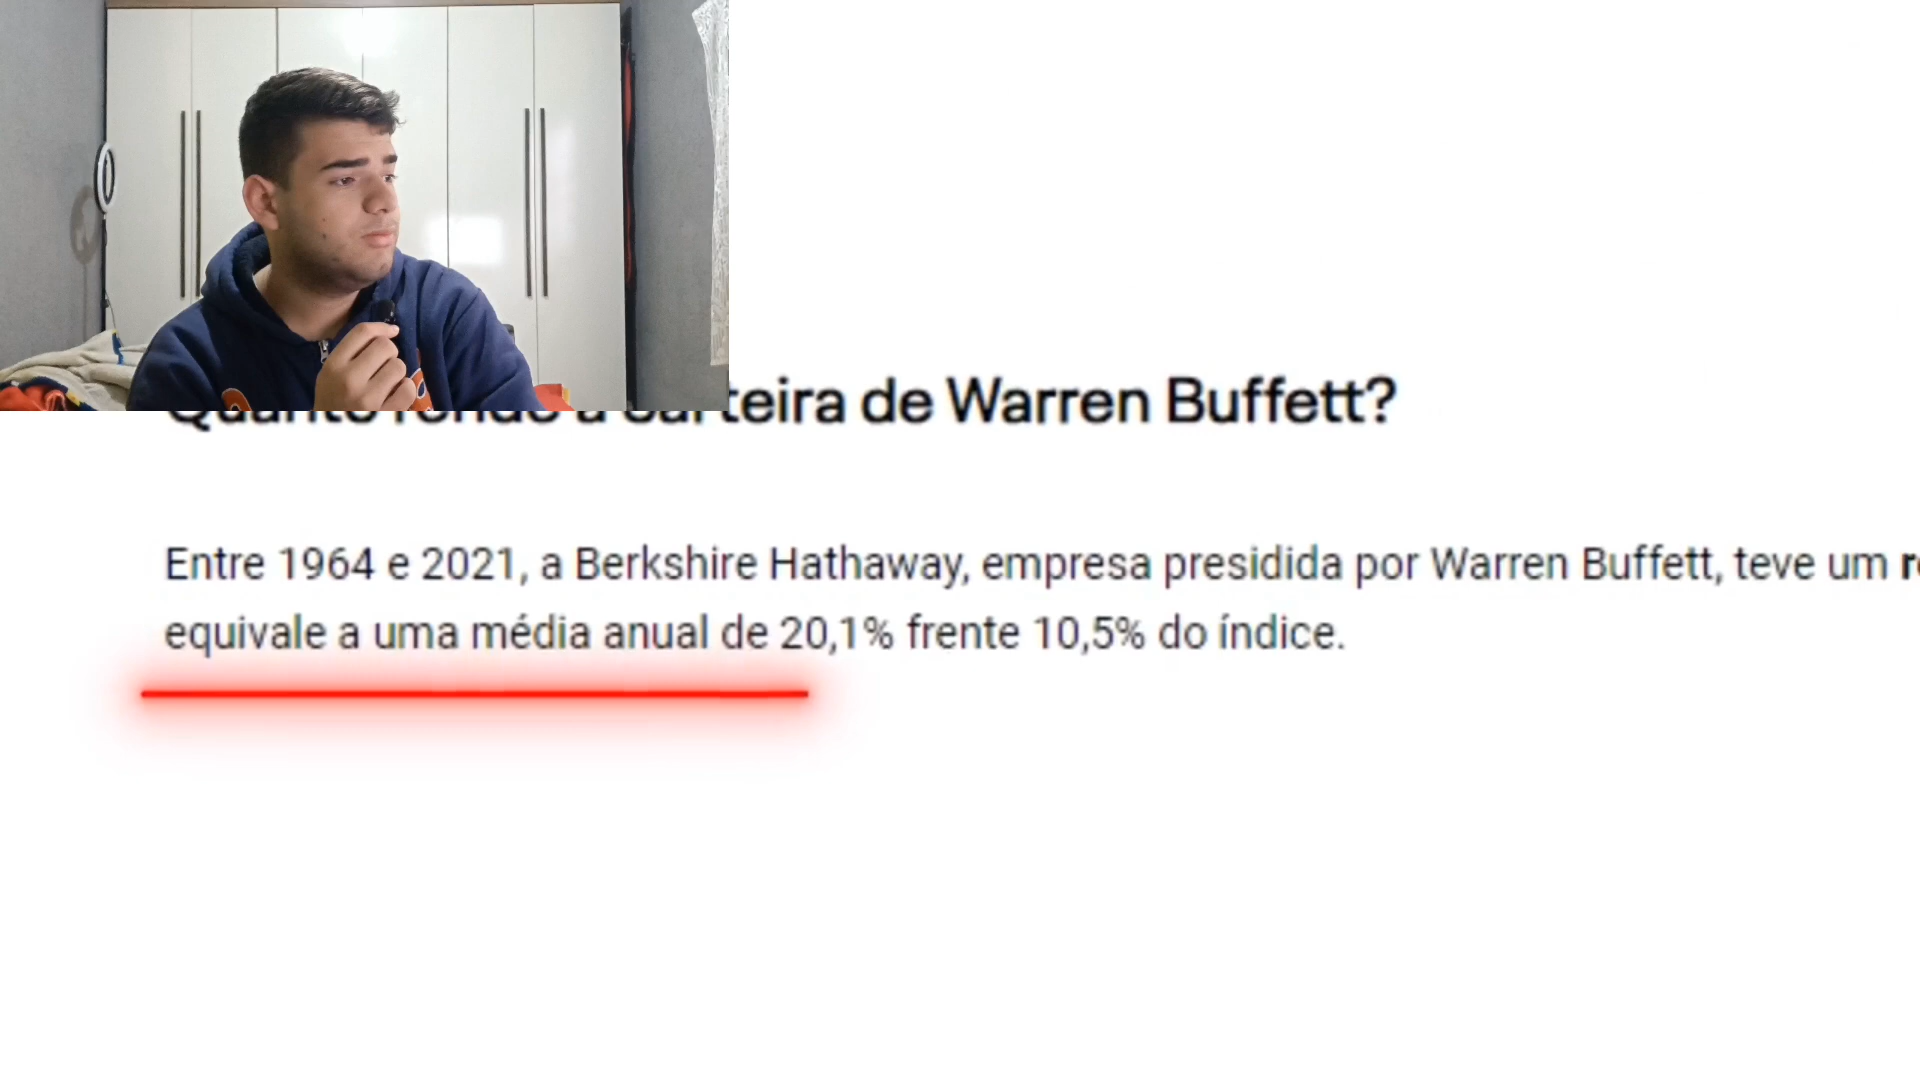 teira de Warren Buffett?
Entre 1964 e 2021, a Berkshire Hathaway, empresa presidida por Warren Buffett, teve um
equivale a uma média anual de 20,1% frente 10,5% do índice.